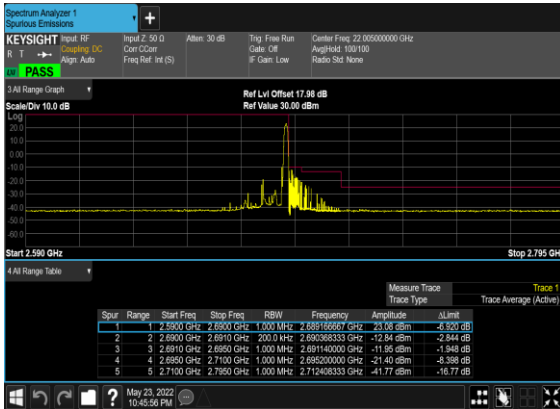 Spectrum Analyzer 1
Spurious Emissions
+
KEYSIGHT Input: RF Input Z: 50 Ω Atten: 30 dB Trig: Free Run Center Freq: 22.005000000 GHz
R T Coupling: DC Corr CCorr Gate: Off Avg|Hold: 100/100
Align: Auto Freq Ref: Int (S) IF Gain: Low Radio Std: None
PASS
3 All Range Graph
Ref Lvl Offset 17.98 dB
Scale/Div 10.0 dB Ref Value 30.00 dBm
Log
20.0
10.0
0.00
-10.0
-20.0
-30.0
-40.0
-50.0
-60.0
Start 2.590 GHz Stop 2.795 GH
4 All Range Table
Measure Trace Trace 1
Trace Type Trace Average (Active)
Spur Range Start Freq Stop Freq RBW Frequency Amplitude ΔLimit
1 1 2.5900 GHz 2.6900 GHz 1.000 MHz 2.689166667 GHz 23.08 dBm -6.920 dB
2 2 2.6900 GHz 2.6910 GHz 200.0 kHz 2.690368333 GHz -12.84 dBm -2.844 dB
3 3 2.6910 GHz 2.6950 GHz 1.000 MHz 2.691140000 GHz -11.95 dBm -1.948 dB
4 4 2.6950 GHz 2.7100 GHz 1.000 MHz 2.695200000 GHz -21.40 dBm -8.398 dB
5 5 2.7100 GHz 2.7950 GHz 1.000 MHz 2.712408333 GHz -41.77 dBm -16.77 dB
? May 23, 2022
10:45:56 PM